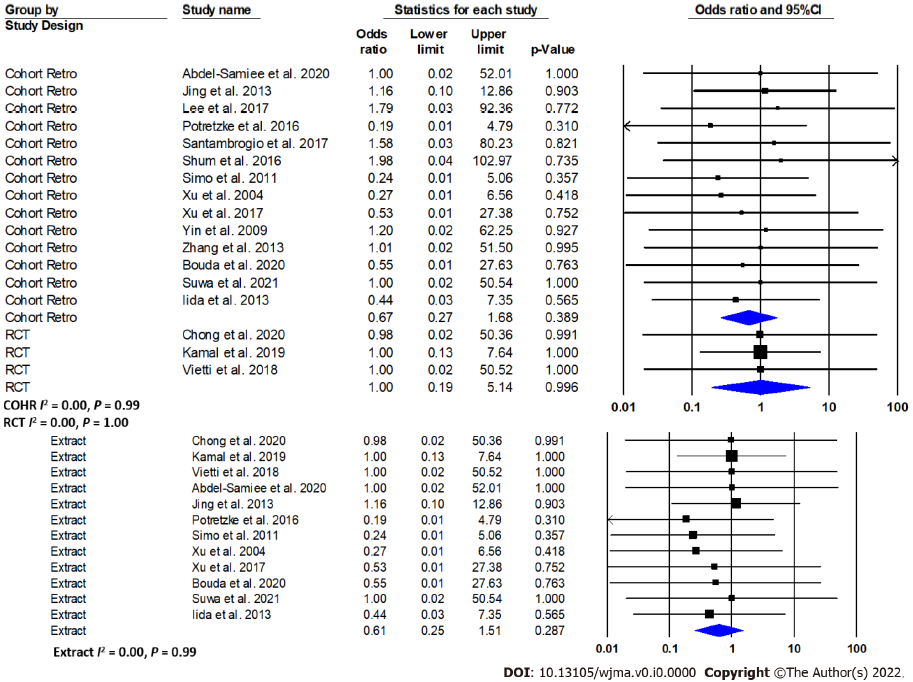 Group by Study name Statistics for each study Odds ratio and 95%CI
Study Design
Odds ratio Lower limit Upper limit p-Value
Cohort Retro Abdel-Samiee et al. 2020 1.00 0.02 52.01 1.000
Cohort Retro Jing et al. 2013 1.16 0.10 12.86 0.903
Cohort Retro Lee et al. 2017 1.79 0.03 92.36 0.772
Cohort Retro Potretzke et al. 2016 0.19 0.01 4.79 0.310
Cohort Retro Santambrogio et al. 2017 1.58 0.03 80.23 0.821
Cohort Retro Shum et al. 2016 1.98 0.04 102.97 0.735
Cohort Retro Simo et al. 2011 0.24 0.01 5.06 0.357
Cohort Retro Xu et al. 2004 0.27 0.01 6.56 0.418
Cohort Retro Xu et al. 2017 0.53 0.01 27.38 0.752
Cohort Retro Yin et al. 2009 1.20 0.02 62.25 0.927
Cohort Retro Zhang et al. 2013 1.01 0.02 51.50 0.995
Cohort Retro Bouda et al. 2020 0.55 0.01 27.63 0.763
Cohort Retro Suwa et al. 2021 1.00 0.02 50.54 1.000
Cohort Retro Iida et al. 2013 0.44 0.03 7.35 0.565
Cohort Retro 0.67 0.27 1.68 0.389
RCT Chong et al. 2020 0.98 0.02 50.36 0.991
RCT Kamal et al. 2019 1.00 0.13 7.64 1.000
RCT Vietti et al. 2018 1.00 0.02 50.52 1.000
RCT 1.00 0.19 5.14 0.996
0.01 0.1 1 10 100
COHR I² = 0.00, P = 0.99
RCT I² = 0.00, P = 1.00
Extract Chong et al. 2020 0.98 0.02 50.36 0.991
Extract Kamal et al. 2019 1.00 0.13 7.64 1.000
Extract Vietti et al. 2018 1.00 0.02 50.52 1.000
Extract Abdel-Samiee et al. 2020 1.00 0.02 52.01 1.000
Extract Jing et al. 2013 1.16 0.10 12.86 0.903
Extract Potretzke et al. 2016 0.19 0.01 4.79 0.310
Extract Simo et al. 2011 0.24 0.01 5.06 0.357
Extract Xu et al. 2004 0.27 0.01 6.56 0.418
Extract Xu et al. 2017 0.53 0.01 27.38 0.752
Extract Bouda et al. 2020 0.55 0.01 27.63 0.763
Extract Suwa et al. 2021 1.00 0.02 50.54 1.000
Extract Iida et al. 2013 0.44 0.03 7.35 0.565
Extract 0.61 0.25 1.51 0.287
0.01 0.1 1 10 100
Extract I² = 0.00, P = 0.99
DOI: 10.13105/wjma.v0.i0.0000 Copyright ©The Author(s) 2022.